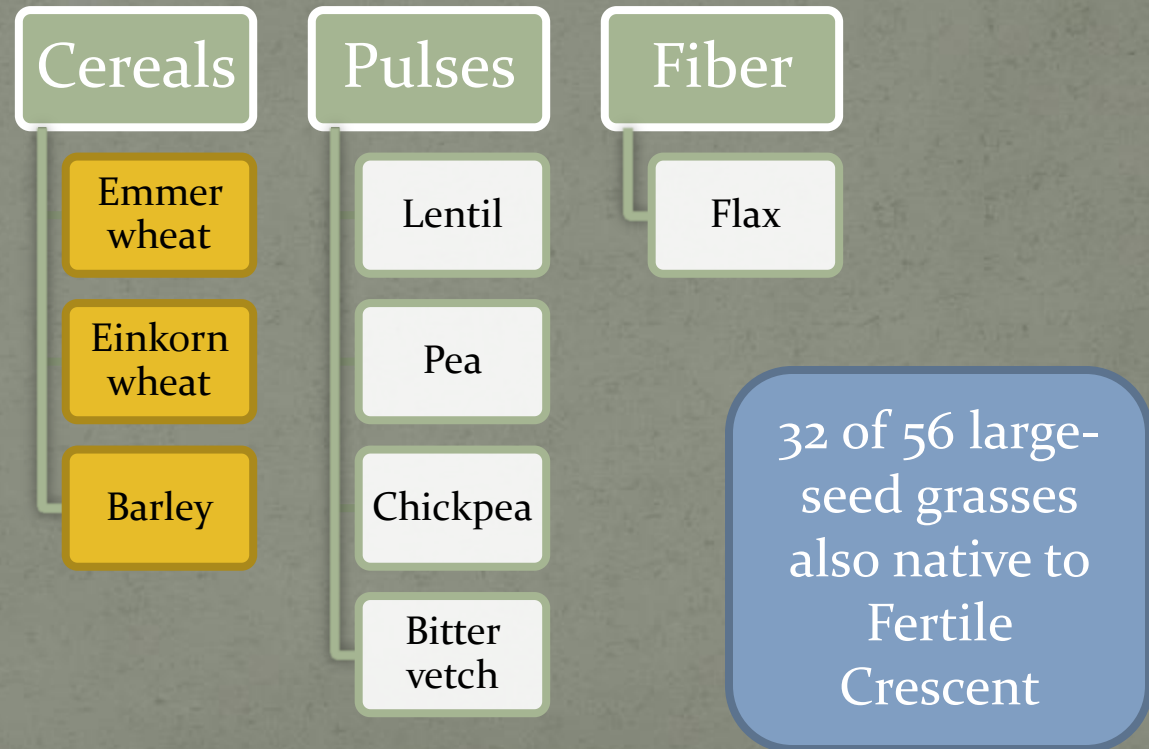 Cereals
Emmer
wheat
Einkorn
wheat
Barley
Pulses
Lentil
Pea
Chickpea
Bitter
vetch
Fiber
Flax
32 of 56 large-
seed grasses
also native to
Fertile
Crescent